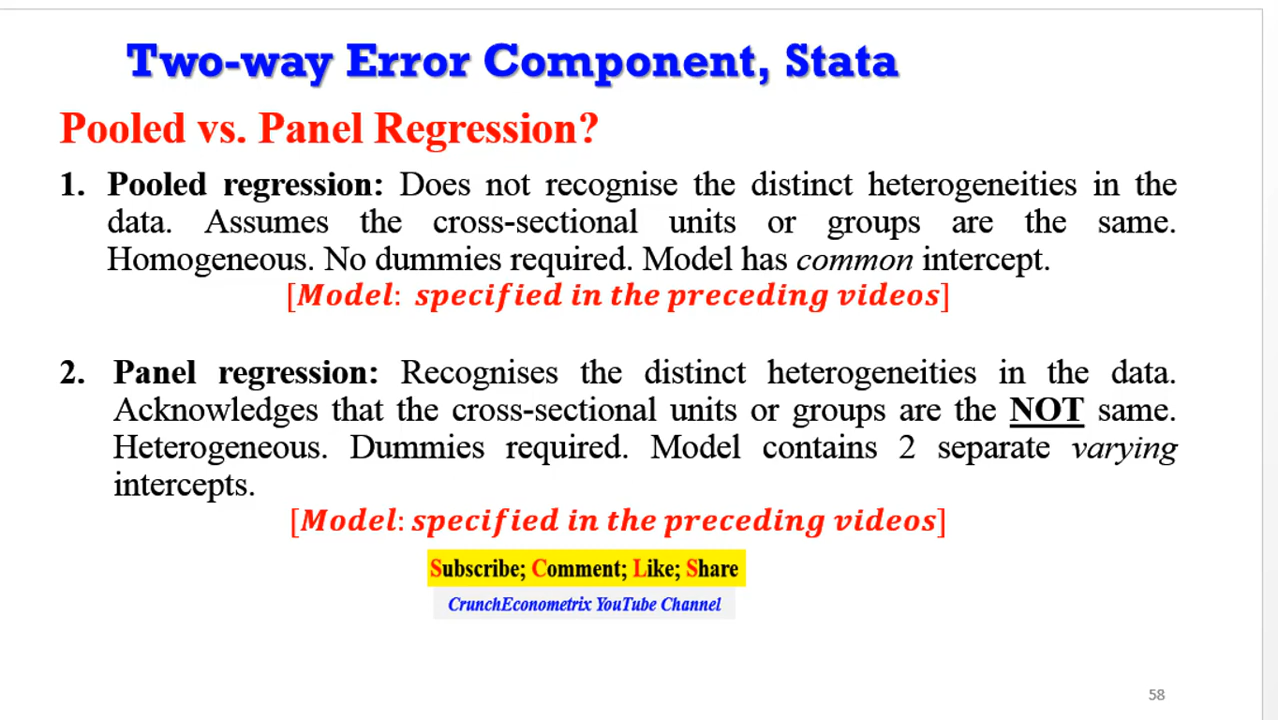 Two-way Error Component, Stata
Pooled vs. Panel Regression?
1. Pooled regression: Does not recognise the distinct heterogeneities in the
data. Assumes the cross-sectional units or groups are the same.
Homogeneous. No dummies required. Model has common intercept.
[Model: specified in the preceding videos]
2. Panel regression: Recognises the distinct heterogeneities in the data.
Acknowledges that the cross-sectional units or groups are the NOT same.
Heterogeneous. Dummies required. Model contains 2 separate varying
intercepts.
[Model: specified in the preceding videos]
Subscribe; Comment; Like; Share
CrunchEconometrix YouTube Channel
58